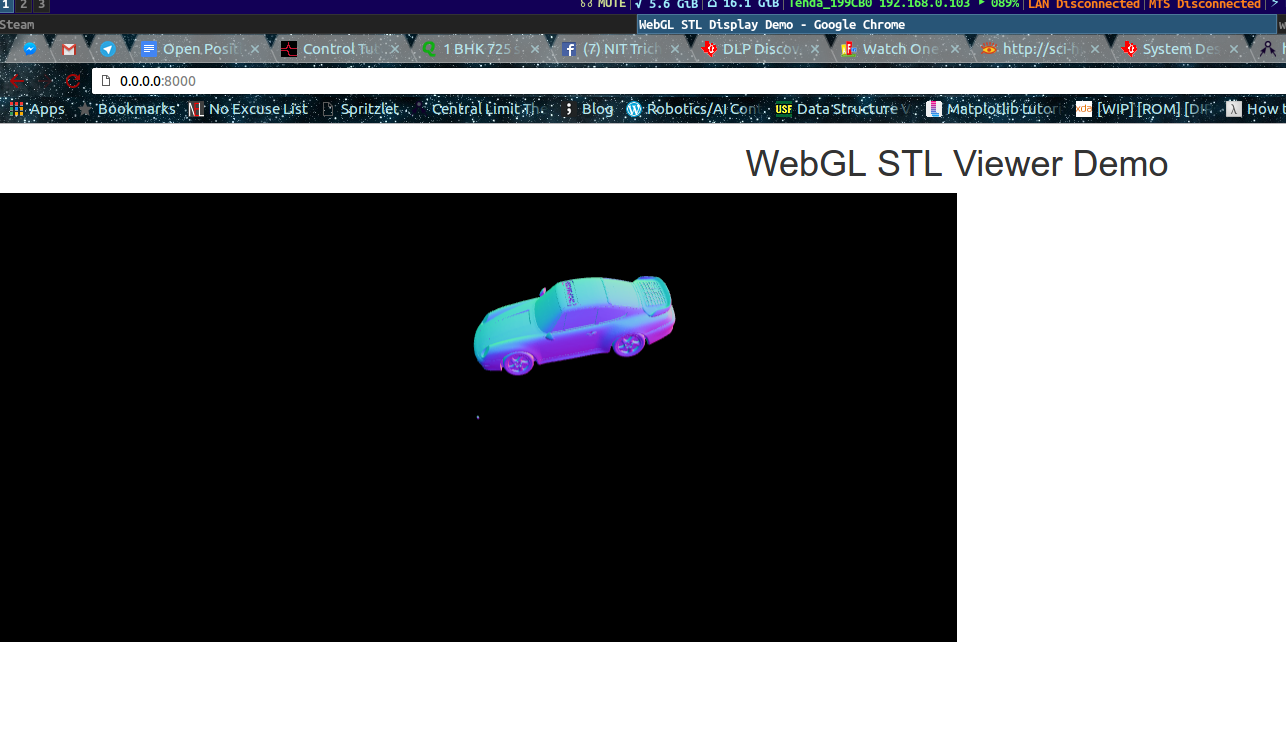 1 2 3 MUTE | √ 5.6 GiB | 16.1 GiB | Tenda_199CB0 192.168.0.103 ▸ 089% | LAN Disconnected | MTS Disconnected |
Steam WebGL STL Display Demo - Google Chrome
Open Posit Control Tut 1 BHK 725 s (7) NIT Trich DLP Discov Watch One http://sci-h System Des
0.0.0.0:8000
Apps Bookmarks No Excuse List Spritzlet Central Limit Th Blog Robotics/AI Con Data Structure V Matplotlib tutori [WIP] [ROM] [DI How t
WebGL STL Viewer Demo